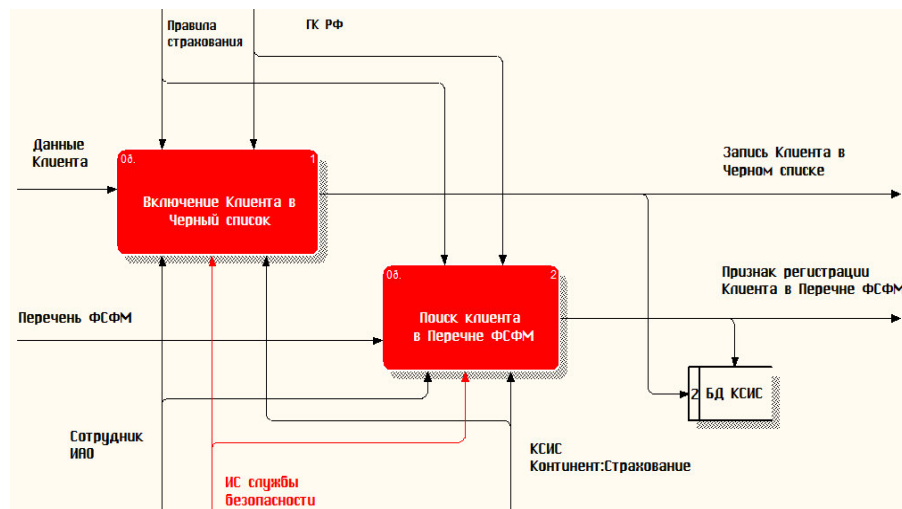 Правила
страхования
ГК РФ
Данные
Клиента
0д.
1
Включение Клиента в
Черный список
Запись Клиента в
Черном списке
0д.
2
Поиск клиента
в Перечне ФСФМ
Признак регистрации
Клиента в Перечне ФСФМ
Перечень ФСФМ
2 БД КСИС
Сотрудник
ИАО
ИС службы
безопасности
КСИС
Континент:Страхование